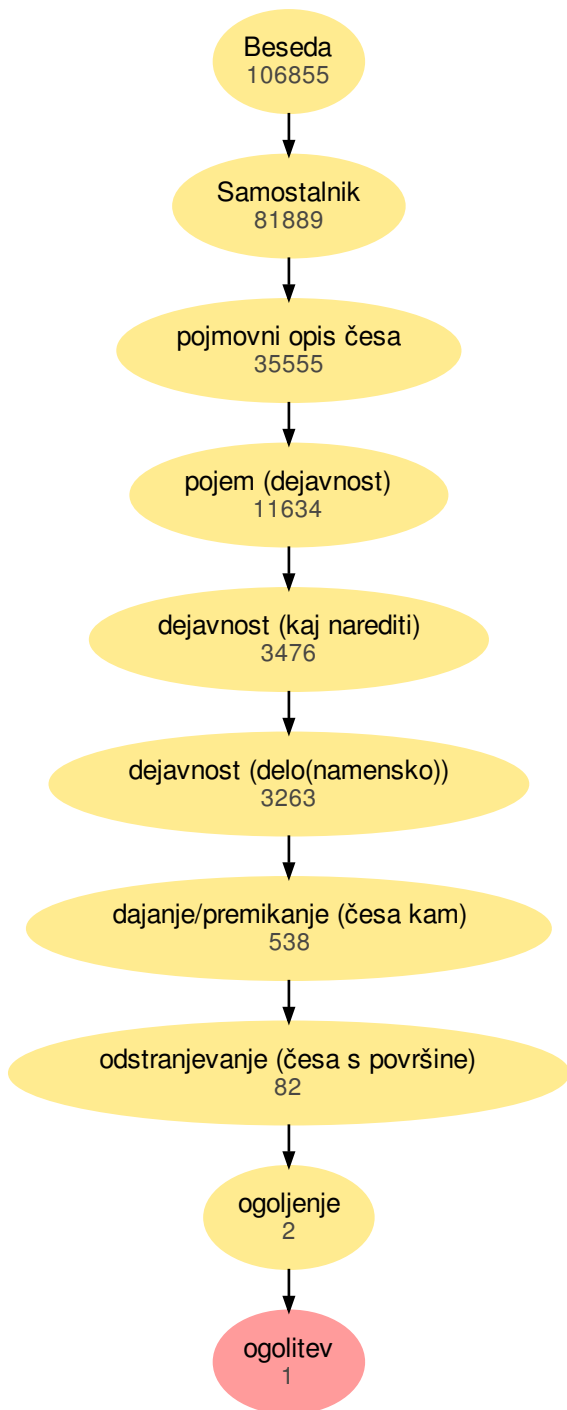 Beseda
106855
Samostalnik
81889
pojmovni opis česa
35555
pojem (dejavnost)
11634
dejavnost (kaj narediti)
3476
dejavnost (delo(namensko))
3263
dajanje/premikanje (česa kam)
538
odstranjevanje (česa s površine)
82
ogoljenje
2
ogolitev
1